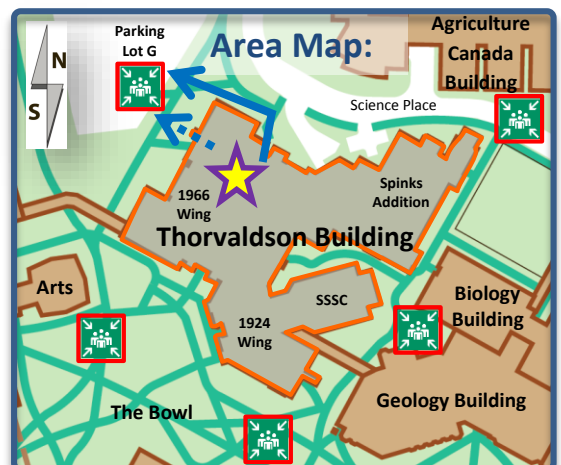 Parking
Lot G
Area Map:
Agriculture
Canada
Building
N
S
Science Place
1966
Wing
Spinks
Addition
Thorvaldson Building
Arts
SSSC
Biology
Building
1924
Wing
The Bowl
Geology Building